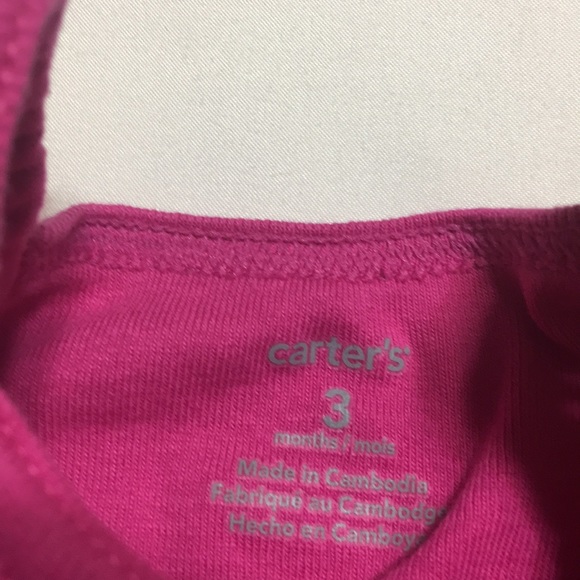 carter's
3
months / mois
Made in Cambodia
Fabriqué au Cambodge
Hecho en Camboya